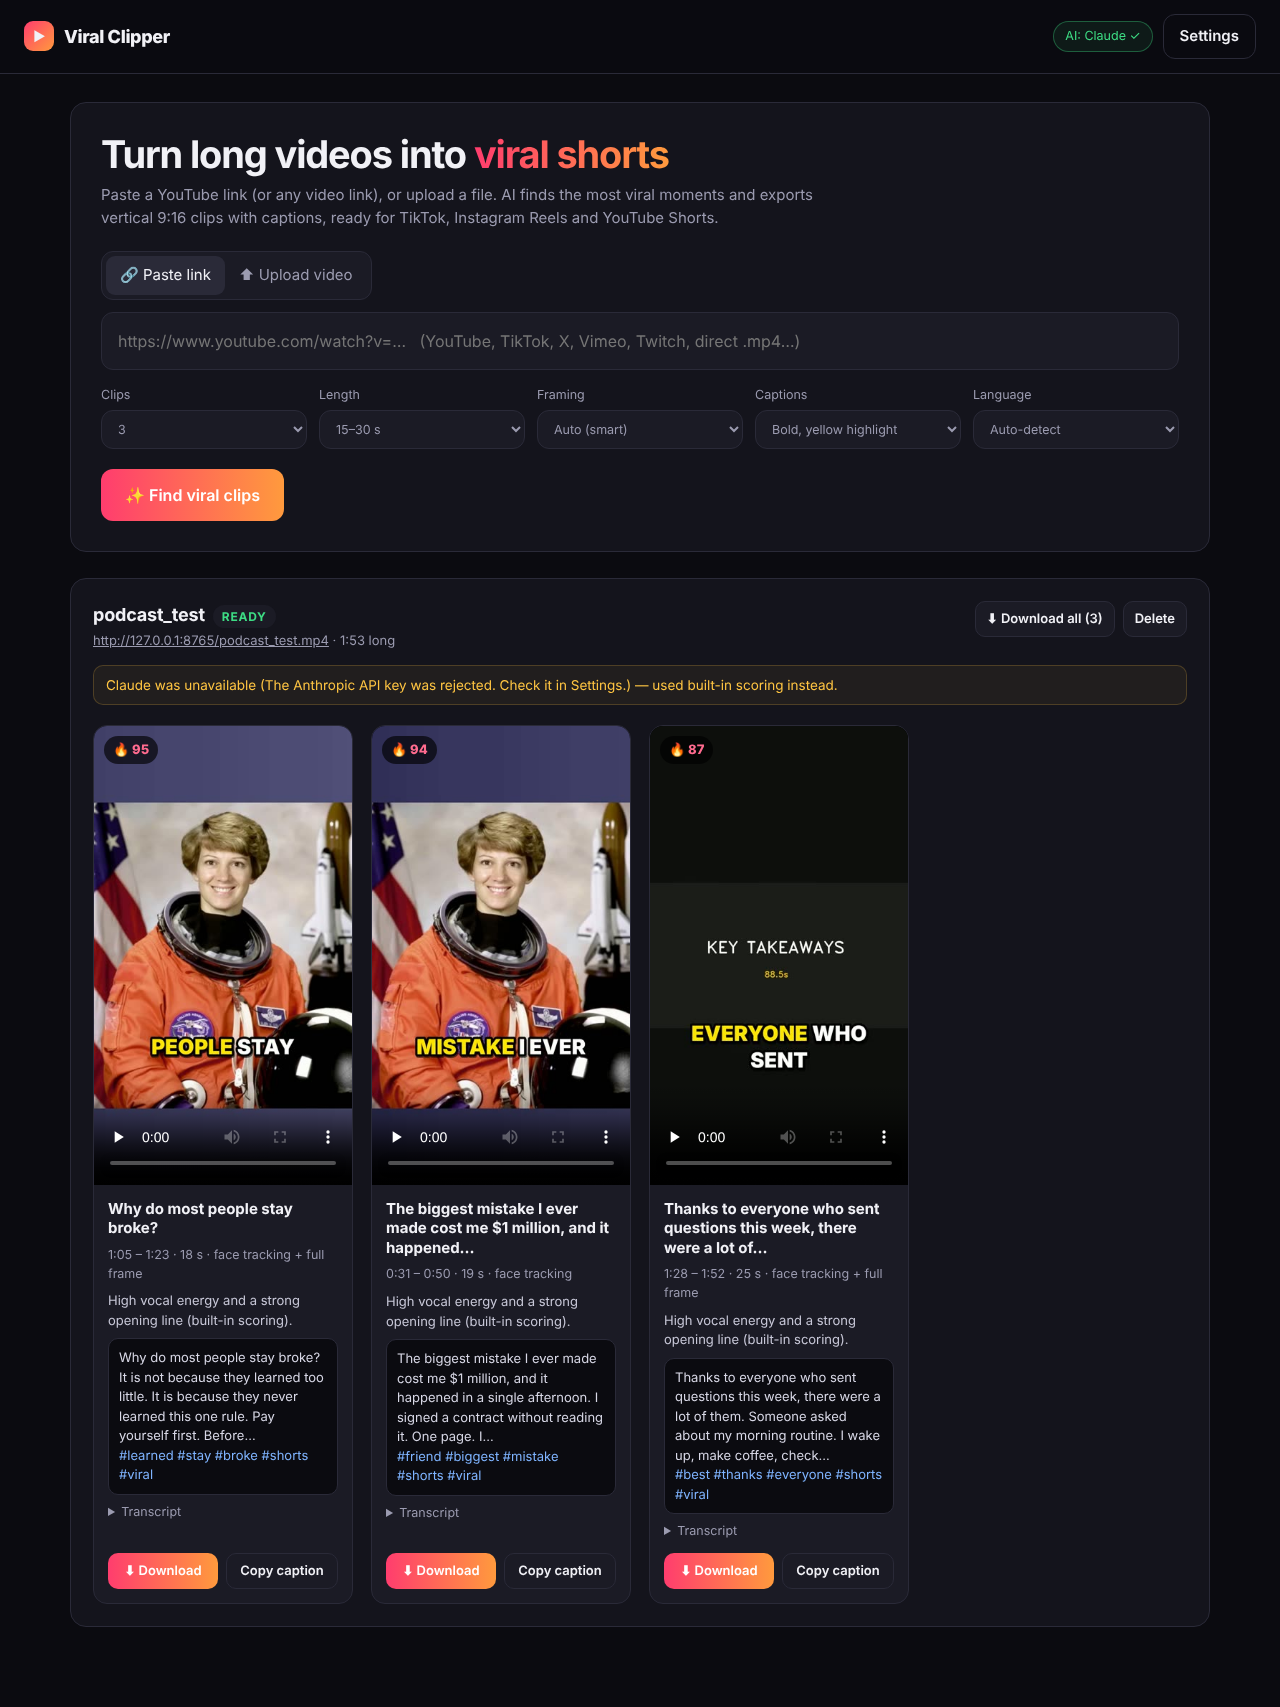 Viral Clipper
AI: Claude ✓
Settings
Turn long videos into viral shorts
Paste a YouTube link (or any video link), or upload a file. AI finds the most viral moments and exports
vertical 9:16 clips with captions, ready for TikTok, Instagram Reels and YouTube Shorts.
🔗 Paste link
⬆ Upload video
https://www.youtube.com/watch?v=... (YouTube, TikTok, X, Vimeo, Twitch, direct .mp4...)
Clips
Length
Framing
Captions
Language
3
15–30 s
Auto (smart)
Bold, yellow highlight
Auto-detect
✨ Find viral clips
podcast_test READY
⬇ Download all (3)
Delete
http://127.0.0.1:8765/podcast_test.mp4 · 1:53 long
Claude was unavailable (The Anthropic API key was rejected. Check it in Settings.) — used built-in scoring instead.
🔥 95
PEOPLE STAY
0:00
Why do most people stay
broke?
1:05 – 1:23 · 18 s · face tracking + full
frame
High vocal energy and a strong
opening line (built-in scoring).
Why do most people stay broke?
It is not because they learned too
little. It is because they never
learned this one rule. Pay
yourself first. Before...
#learned #stay #broke #shorts
#viral
▶ Transcript
⬇ Download
Copy caption
🔥 94
MISTAKE I EVER
0:00
The biggest mistake I ever
made cost me $1 million, and it
happened...
0:31 – 0:50 · 19 s · face tracking
High vocal energy and a strong
opening line (built-in scoring).
The biggest mistake I ever made
cost me $1 million, and it
happened in a single afternoon. I
signed a contract without reading
it. One page. I...
#friend #biggest #mistake
#shorts #viral
▶ Transcript
⬇ Download
Copy caption
🔥 87
KEY TAKEAWAYS
88.5s
EVERYONE WHO
SENT
0:00
Thanks to everyone who sent
questions this week, there
were a lot of...
1:28 – 1:52 · 25 s · face tracking + full
frame
High vocal energy and a strong
opening line (built-in scoring).
Thanks to everyone who sent
questions this week, there were a
lot of them. Someone asked
about my morning routine. I wake
up, make coffee, check...
#best #thanks #everyone #shorts
#viral
▶ Transcript
⬇ Download
Copy caption